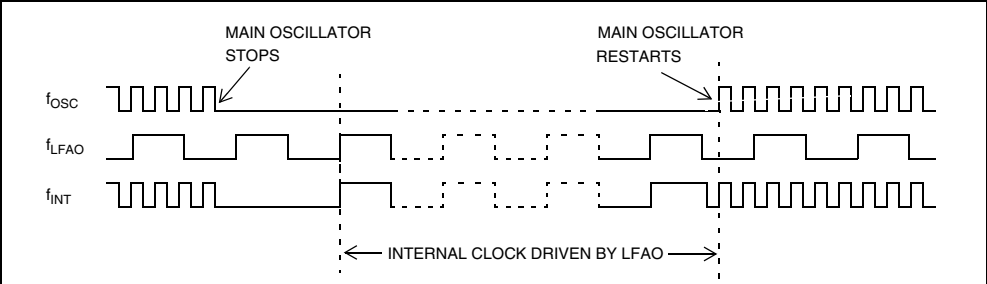 MAIN OSCILLATOR
STOPS
MAIN OSCILLATOR
RESTARTS
fOSC
fLFAO
fINT
INTERNAL CLOCK DRIVEN BY LFAO